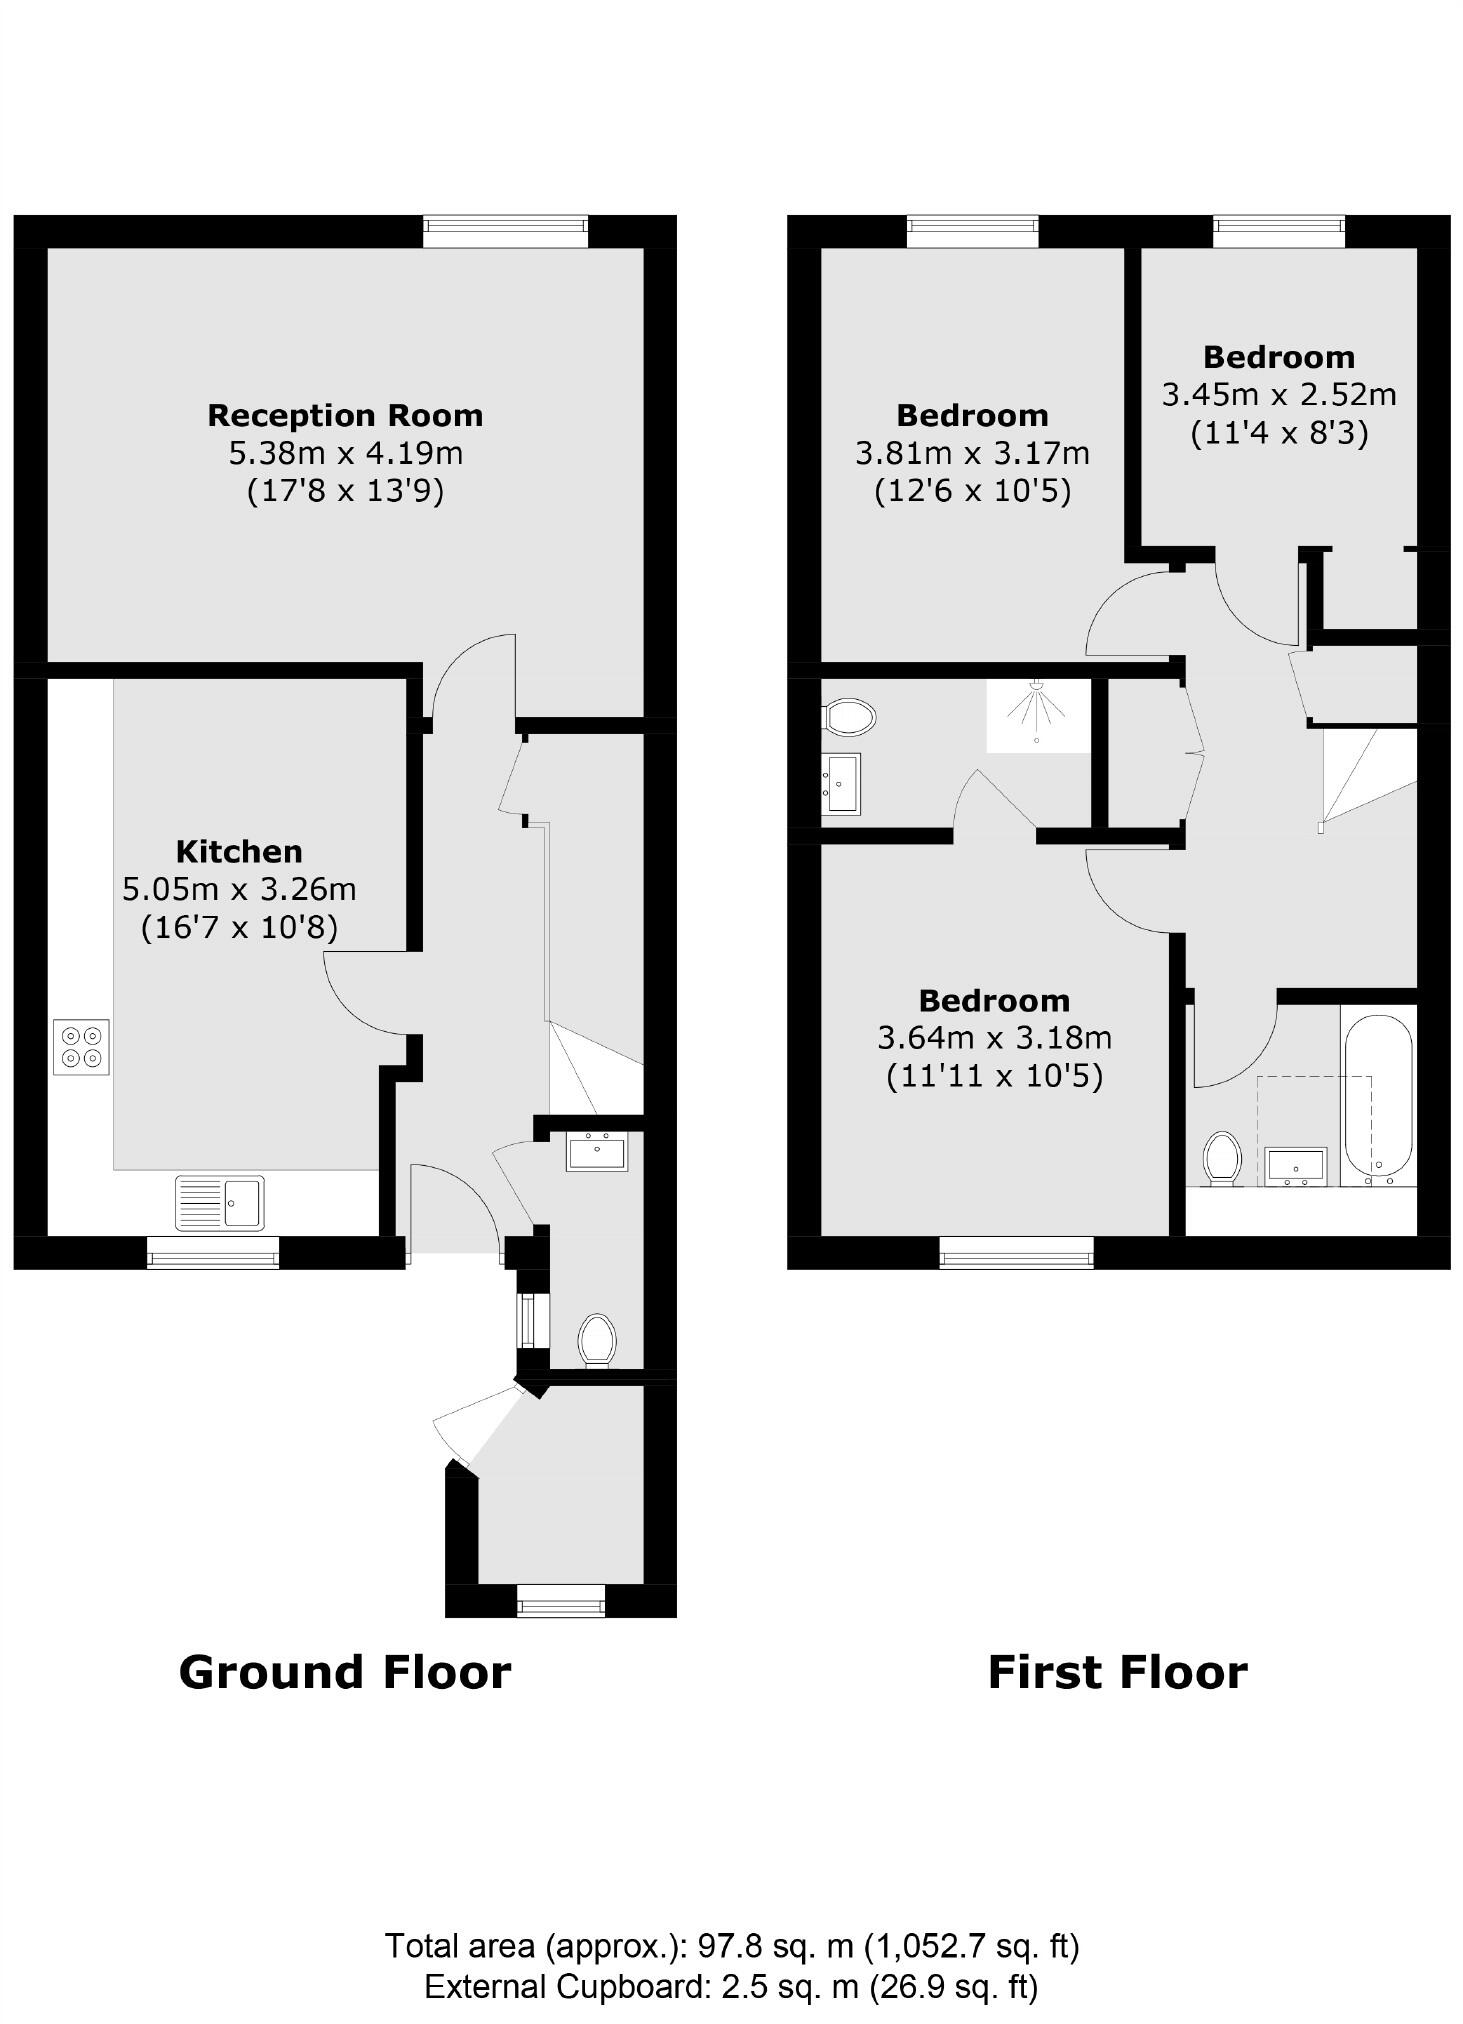 Reception Room
5.38m x 4.19m
(17'8 x 13'9)
Kitchen
5.05m x 3.26m
(16'7 x 10'8)
Ground Floor
Bedroom
3.81m x 3.17m
(12'6 x 10'5)
Bedroom
3.45m x 2.52m
(11'4 x 8'3)
Bedroom
3.64m x 3.18m
(11'11 x 10'5)
First Floor
Total area (approx.): 97.8 sq. m (1,052.7 sq. ft)
External Cupboard: 2.5 sq. m (26.9 sq. ft)